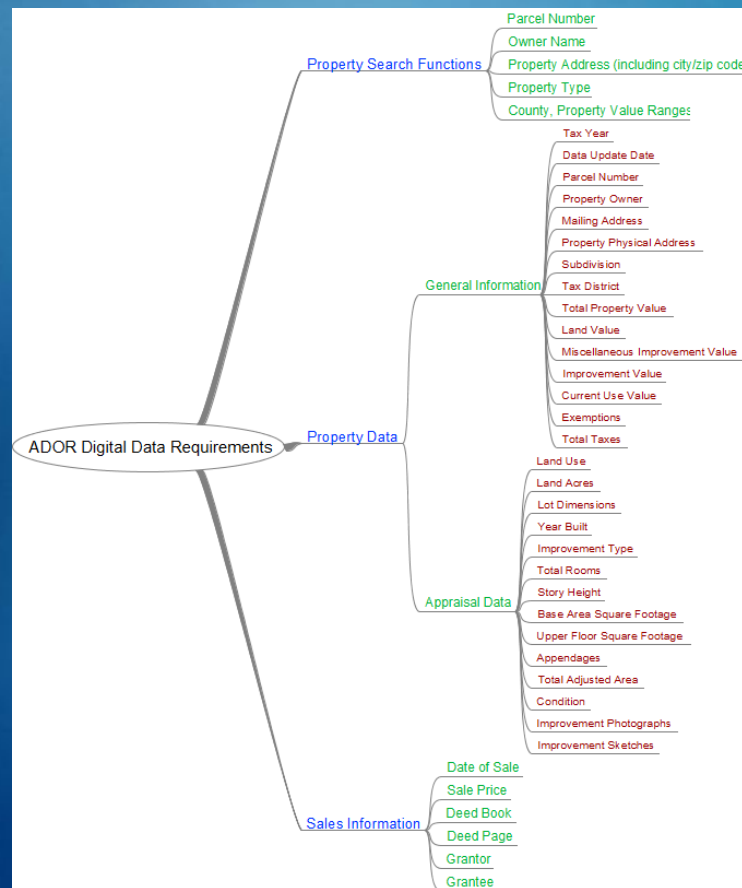 ADOR Digital Data Requirements
Property Search Functions
Parcel Number
Owner Name
Property Address (including city/zip code
Property Type
County, Property Value Ranges
Property Data
General Information
Tax Year
Data Update Date
Parcel Number
Property Owner
Mailing Address
Property Physical Address
Subdivision
Tax District
Total Property Value
Land Value
Miscellaneous Improvement Value
Improvement Value
Current Use Value
Exemptions
Total Taxes
Appraisal Data
Land Use
Land Acres
Lot Dimensions
Year Built
Improvement Type
Total Rooms
Story Height
Base Area Square Footage
Upper Floor Square Footage
Appendages
Total Adjusted Area
Condition
Improvement Photographs
Improvement Sketches
Sales Information
Date of Sale
Sale Price
Deed Book
Deed Page
Grantor
Grantee